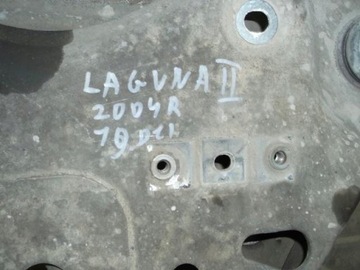 LAGUNA II
2004R
19 DCI